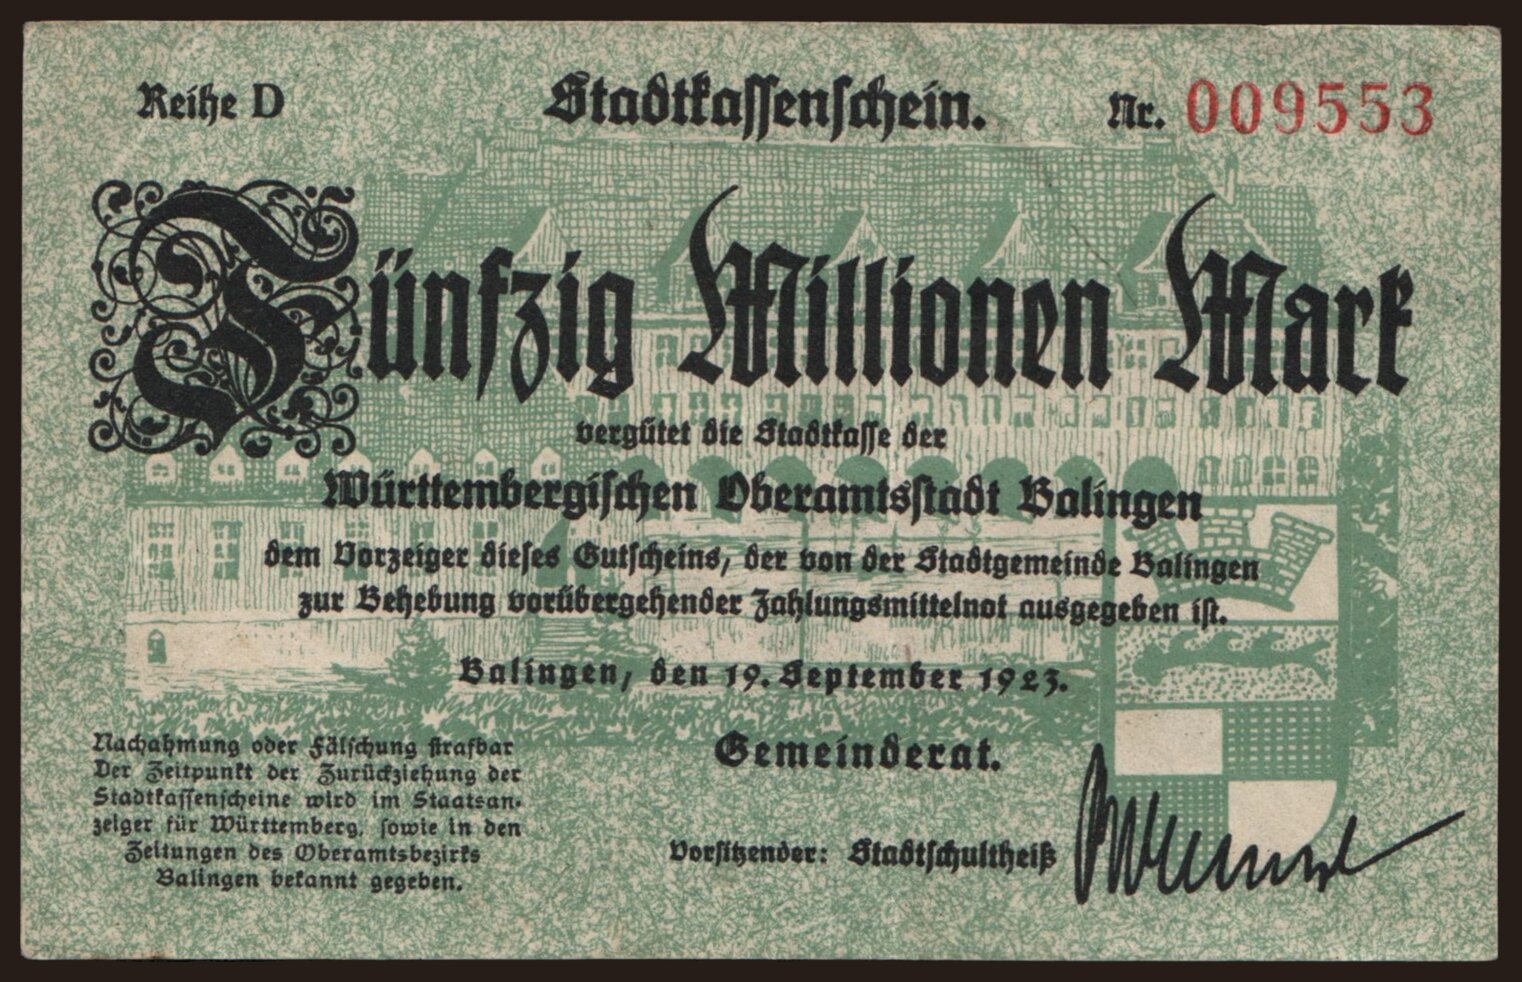 Reihe D
Stadtkassenschein.
Nr. 009553
Fünfzig Millionen Mark
vergütet die Stadtkasse der
Württembergischen Oberamtsstadt Balingen
dem Vorzeiger dieses Gutscheins, der von der Stadtgemeinde Balingen
zur Behebung vorübergehender Zahlungsmittelnot ausgegeben ist.
Balingen, den 19. September 1923.
Nachahmung oder Fälschung strafbar
Der Zeitpunkt der Zurückziehung der
Stadtkassenscheine wird im Staatsan-
zeiger für Württemberg, sowie in den
Zeitungen des Oberamtsbezirks
Balingen bekannt gegeben.
Gemeinderat.
Vorsitzender: Stadtschultheiß